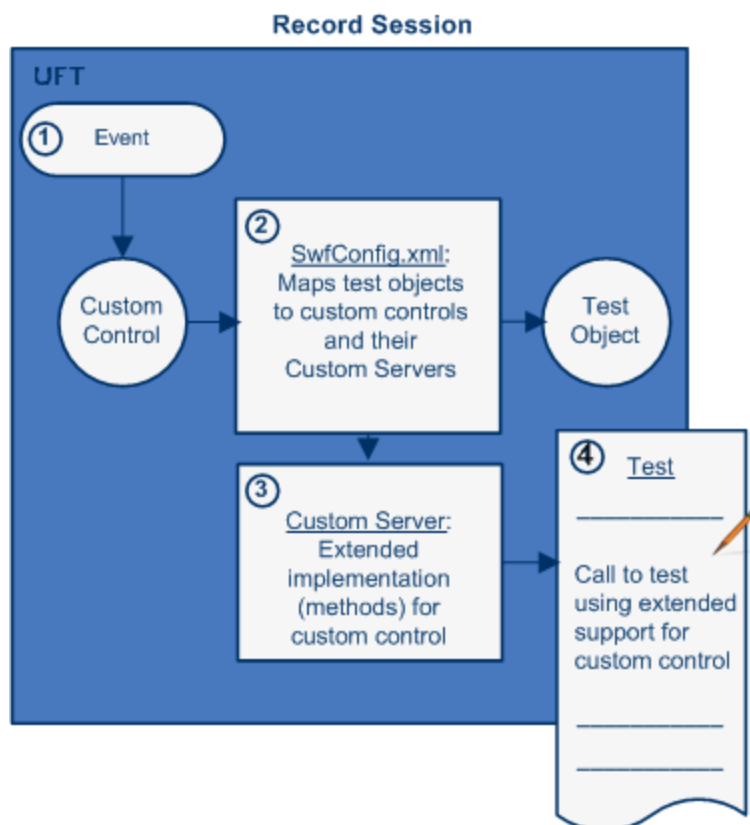 Record Session
UFT
1
Event
Custom
Control
2
SwfConfig.xml:
Maps test objects
to custom controls
and their
Custom Servers
Test
Object
3
Custom Server:
Extended
implementation
(methods) for
custom control
4
Test
Call to test
using extended
support for
custom control